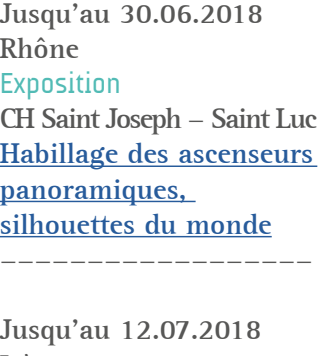 Jusqu'au 30.06.2018
Rhône
Exposition
CH Saint Joseph – Saint Luc
Habillage des ascenseurs
panoramiques,
silhouettes du monde
__________________
Jusqu'au 12.07.2018